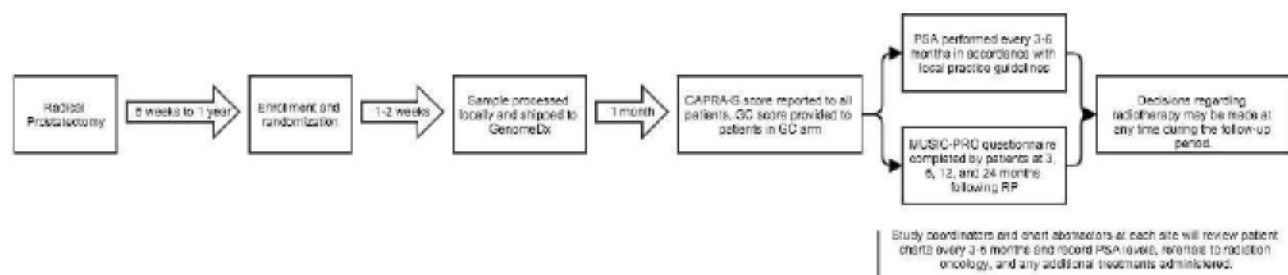 Radical
Prostatectomy
6 weeks to 1 year
Enrollment and
randomization
1-2 weeks
Sample processed
locally and shipped to
GenomeDx
1 month
CAPRA-S score reported to all
patients, GC score provided to
patients in GC arm
PSA performed every 3-6
months in accordance with
local practice guidelines
MUSIC-PRO questionnaire
completed by patients at 3,
6, 12, and 24 months
following RP
Decisions regarding
radiotherapy may be made at
any time during the follow-up
period.
Study coordinators and chart abstractors at each site will review patient
charts every 3-6 months and record PSA levels, referrals to radiation
oncology, and any additional treatments administered.